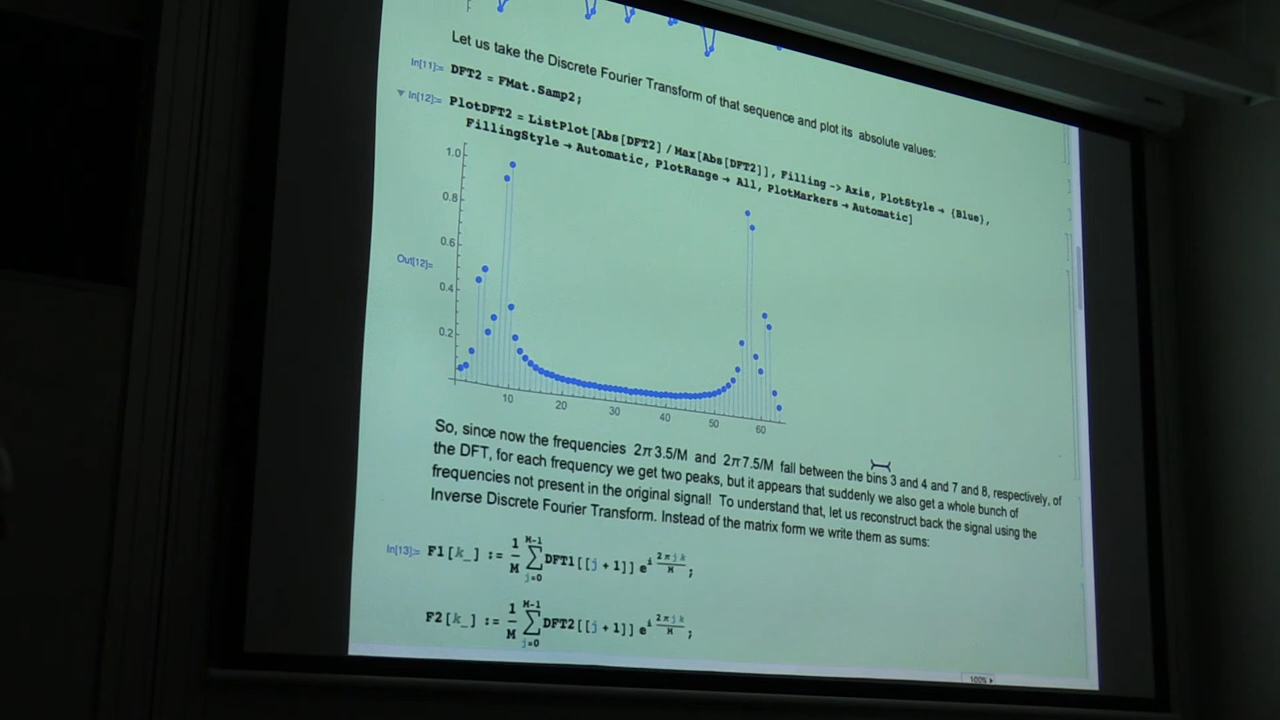 Let us take the Discrete Fourier Transform of that sequence and plot its absolute values:
In[11]:= DFT2 = FMat.Samp2;
In[12]:= PlotDFT2 = ListPlot[Abs[DFT2] / Max[Abs[DFT2]], Filling -> Axis, PlotStyle → {Blue},
FillingStyle → Automatic, PlotRange → All, PlotMarkers → Automatic]
1.0
0.8
0.6
Out[12]=
0.4
0.2
10 20 30 40 50 60
So, since now the frequencies 2π3.5/M and 2π7.5/M fall between the bins 3 and 4 and 7 and 8, respectively, of
the DFT, for each frequency we get two peaks, but it appears that suddenly we also get a whole bunch of
frequencies not present in the original signal! To understand that, let us reconstruct back the signal using the
Inverse Discrete Fourier Transform. Instead of the matrix form we write them as sums:
In[13]:= F1[k_] := 1/M ∑_{j=0}^{M-1} DFT1[[j + 1]] e^{i 2πjk/M};
F2[k_] := 1/M ∑_{j=0}^{M-1} DFT2[[j + 1]] e^{i 2πjk/M};
100%